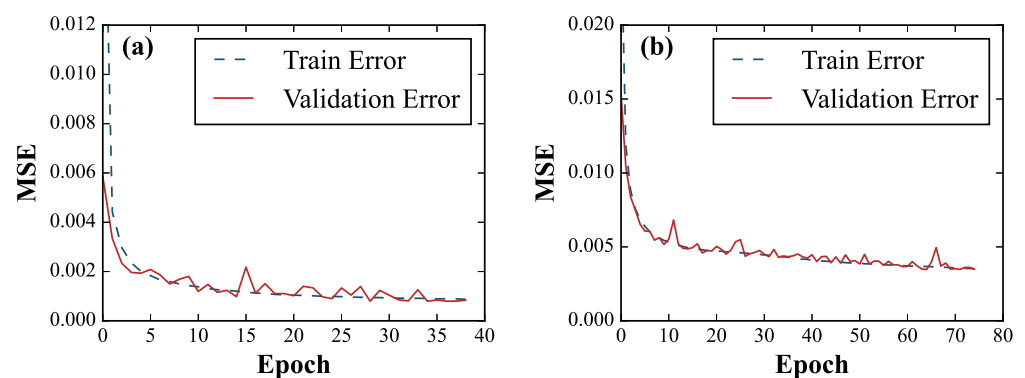 (a)
Train Error
Validation Error
MSE
0.012
0.010
0.008
0.006
0.004
0.002
0.000
0 5 10 15 20 25 30 35 40
Epoch
(b)
Train Error
Validation Error
MSE
0.020
0.015
0.010
0.005
0.000
0 10 20 30 40 50 60 70 80
Epoch